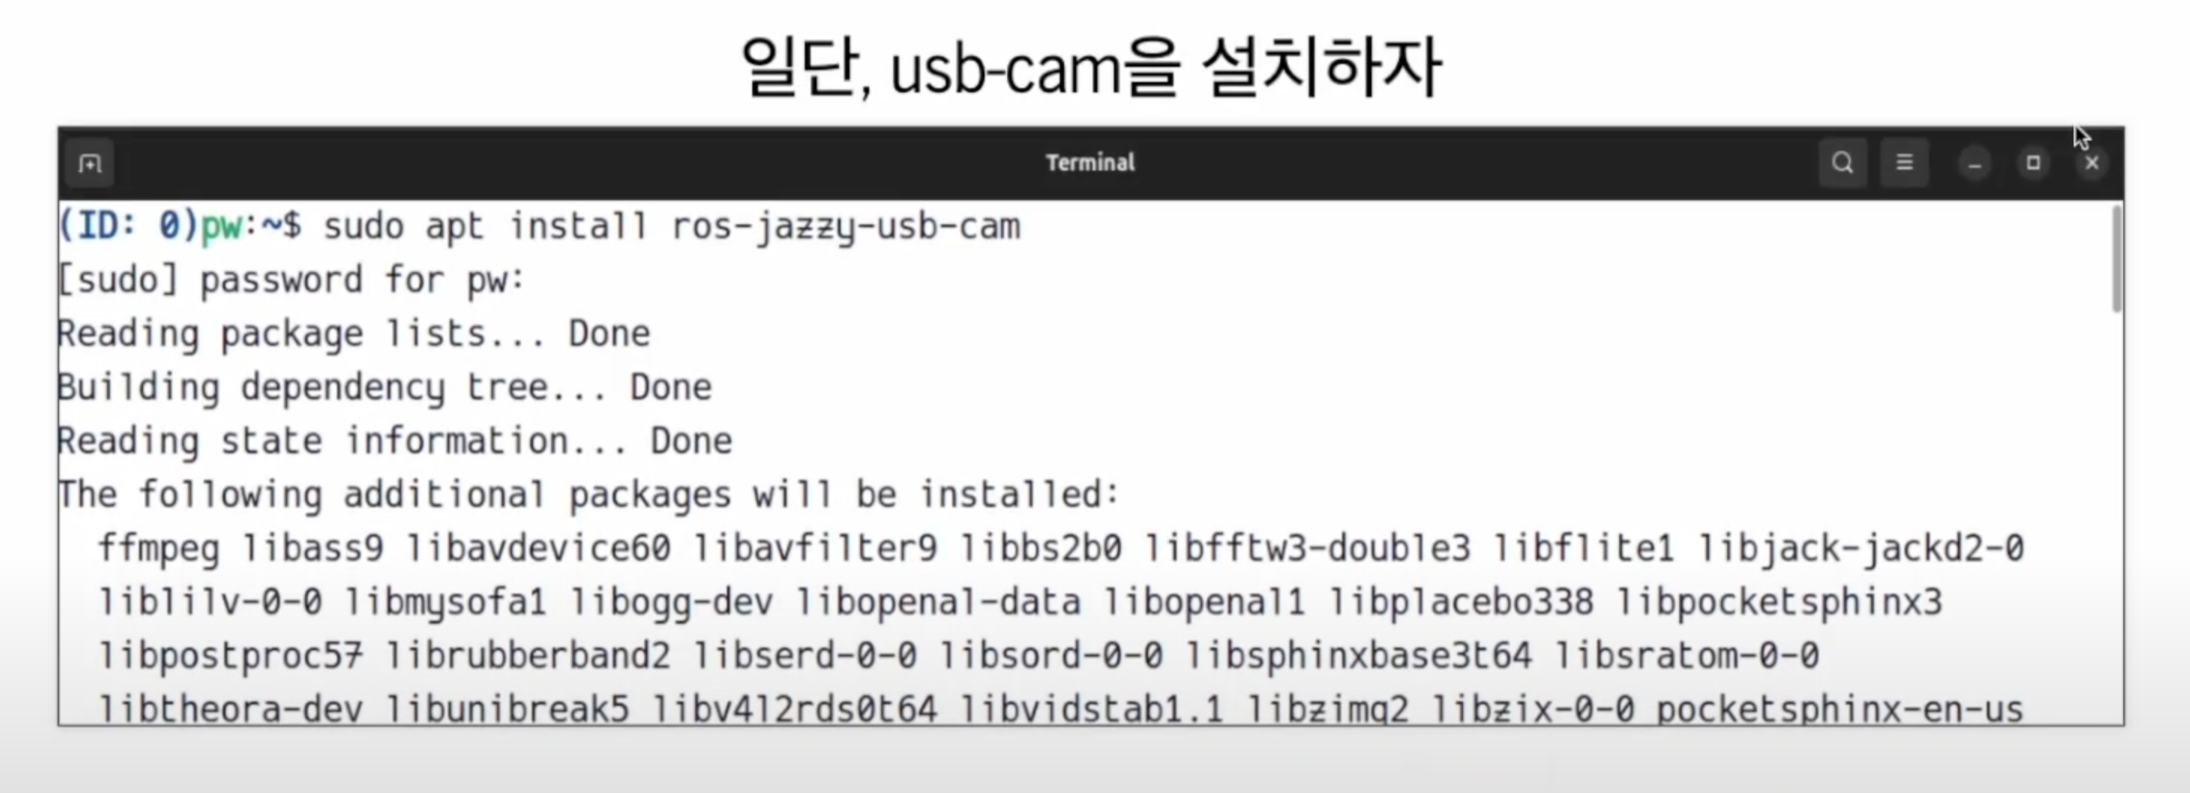 일단, usb-cam을 설치하자
Terminal
(ID: 0)pw:~$ sudo apt install ros-jazzy-usb-cam
[sudo] password for pw:
Reading package lists... Done
Building dependency tree... Done
Reading state information... Done
The following additional packages will be installed:
ffmpeg libass9 libavdevice60 libavfilter9 libbs2b0 libfftw3-double3 libflite1 libjack-jackd2-0
liblilv-0-0 libmysofa1 libogg-dev libopenal-data libopenal1 libplacebo338 libpocketsphinx3
libpostproc57 librubberband2 libserd-0-0 libsord-0-0 libsphinxbase3t64 libsratom-0-0
libtheora-dev libunibreak5 libv4l2rds0t64 libvidstab1.1 libzimg2 libzix-0-0 pocketsphinx-en-us